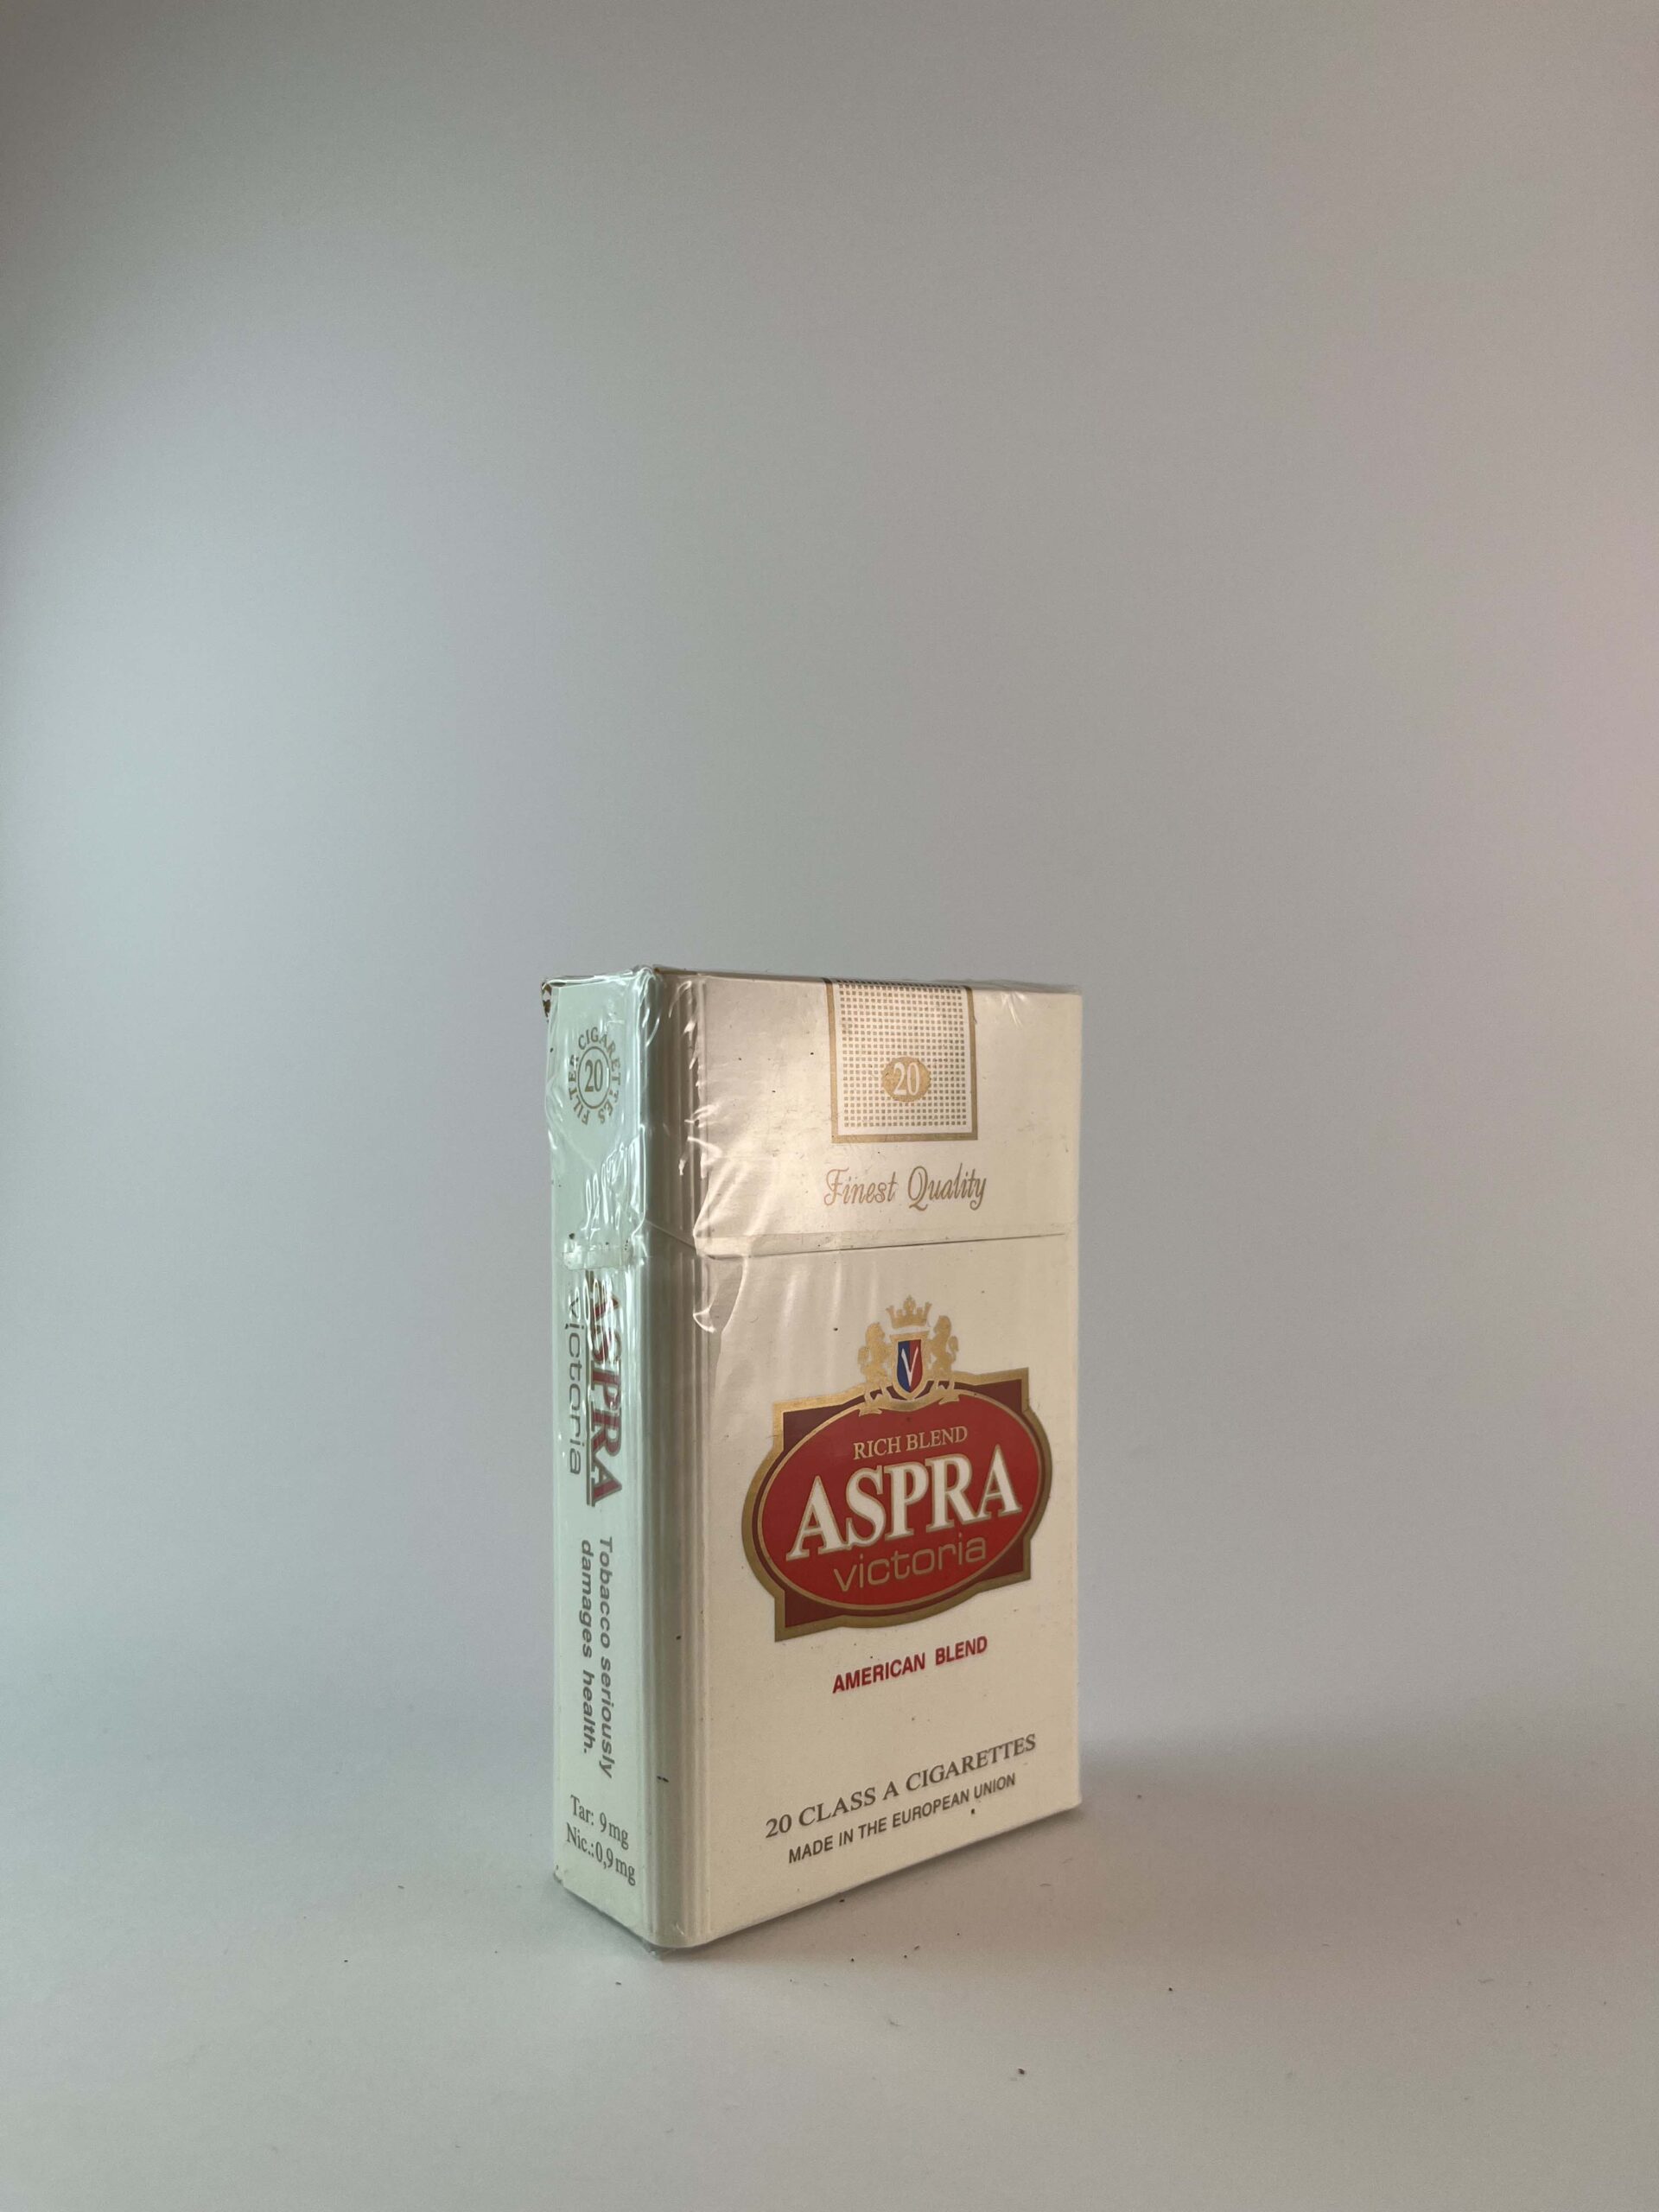 20
Finest Quality
V
RICH BLEND
ASPRA
victoria
AMERICAN BLEND
20 CLASS A CIGARETTES
MADE IN THE EUROPEAN UNION
FILTER CIGARETTES
20
ASPRA
victoria
Tobacco seriously
damages health.
Tar: 9mg
Nic.:0,9mg